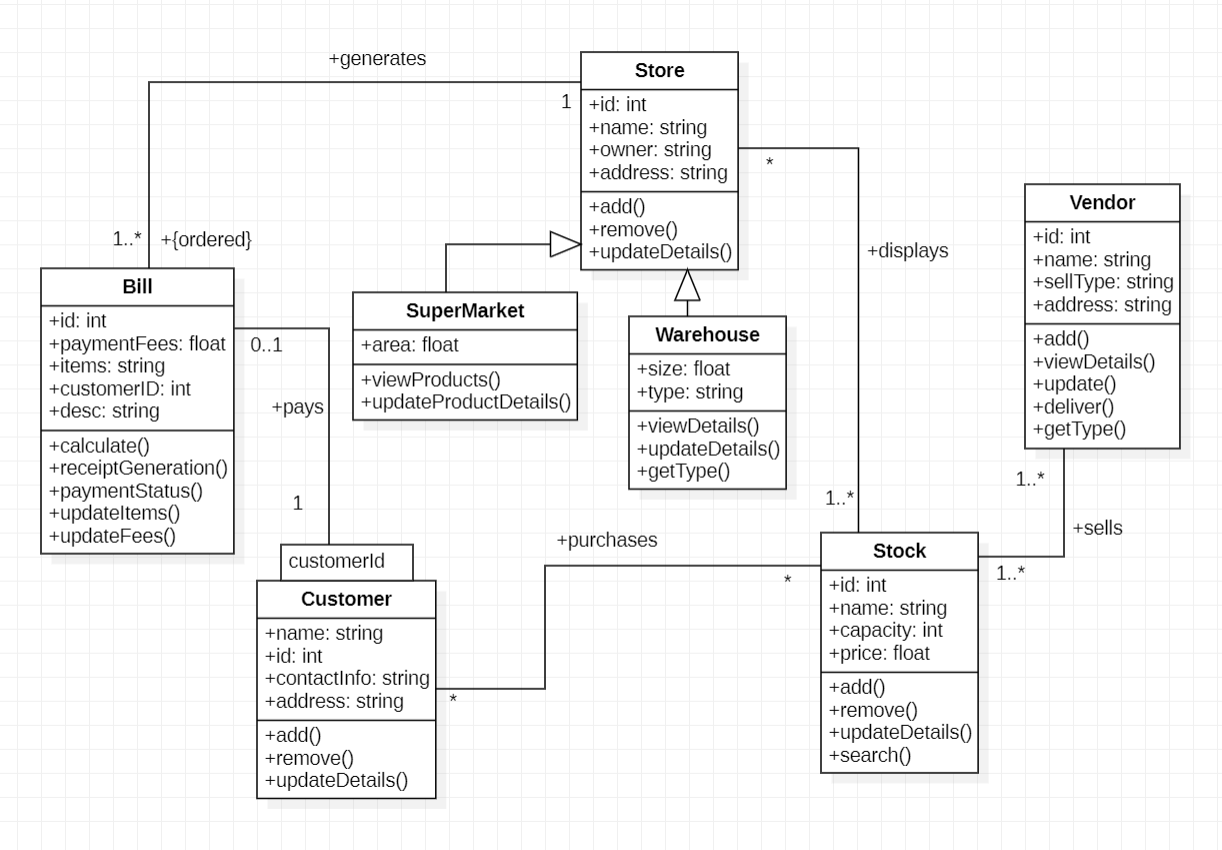 +generates
Store
1
+id: int
+name: string
+owner: string
+address: string
+add()
+remove()
+updateDetails()
*
+displays
1..*
1..*
+{ordered}
Bill
+id: int
+paymentFees: float
+items: string
+customerID: int
+desc: string
+calculate()
+receiptGeneration()
+paymentStatus()
+updateItems()
+updateFees()
0..1
+pays
1
SuperMarket
+area: float
+viewProducts()
+updateProductDetails()
Warehouse
+size: float
+type: string
+viewDetails()
+updateDetails()
+getType()
Vendor
+id: int
+name: string
+sellType: string
+address: string
+add()
+viewDetails()
+update()
+deliver()
+getType()
1..*
+sells
1..*
customerId
Customer
+name: string
+id: int
+contactInfo: string
+address: string
+add()
+remove()
+updateDetails()
*
+purchases
*
Stock
+id: int
+name: string
+capacity: int
+price: float
+add()
+remove()
+updateDetails()
+search()